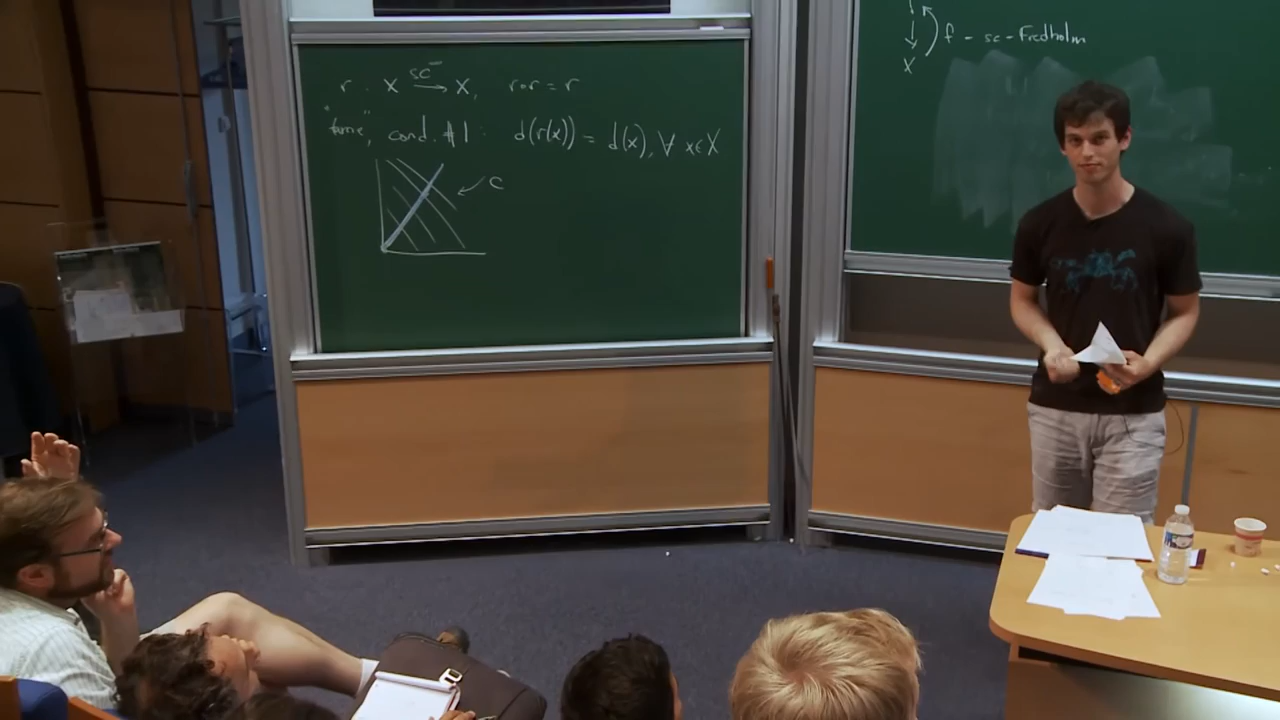 r : X sc∞→ X, r∘r = r
"tame", cond. #1 : d(r(x)) = d(x), ∀ x∈X
C
f - sc-Fredholm
X